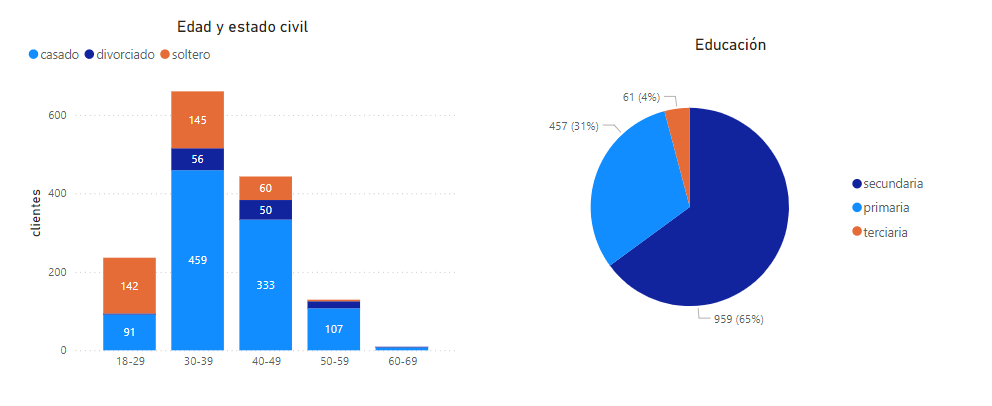 Edad y estado civil
casado divorciado soltero
clientes
600
400
200
0
145
56
459
60
50
333
142
91
107
18-29 30-39 40-49 50-59 60-69
Educación
61 (4%)
457 (31%)
959 (65%)
secundaria
primaria
terciaria